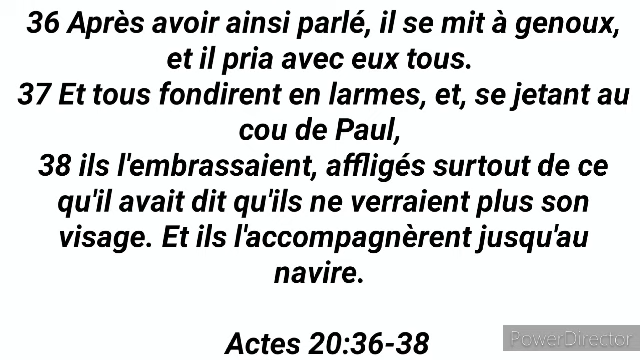 36 Après avoir ainsi parlé, il se mit à genoux,
et il pria avec eux tous.
37 Et tous fondirent en larmes, et, se jetant au
cou de Paul,
38 ils l'embrassaient, affligés surtout de ce
qu'il avait dit qu'ils ne verraient plus son
visage. Et ils l'accompagnèrent jusqu'au
navire.
Actes 20:36-38
PowerDirector